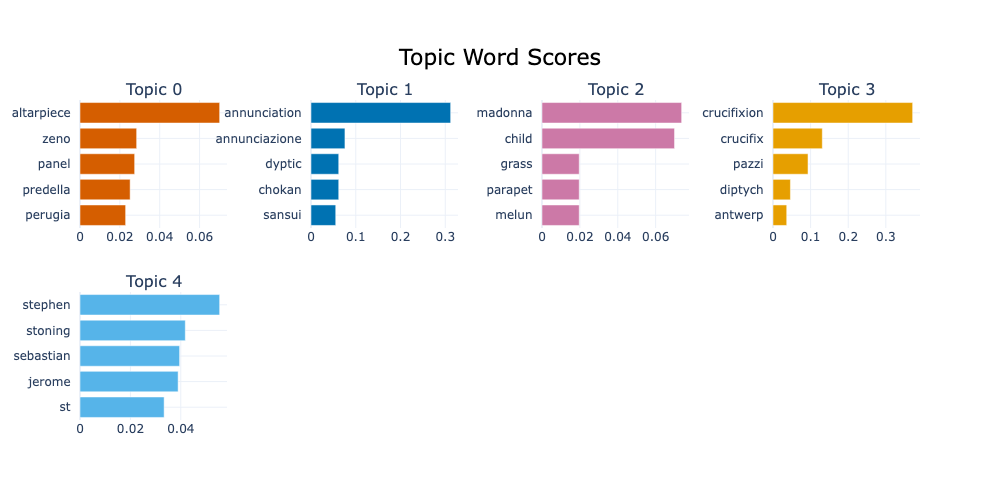 Topic Word Scores
Topic 0
altarpiece
zeno
panel
predella
perugia
0 0.02 0.04 0.06
Topic 1
annunciation
annunciazione
dyptic
chokan
sansui
0 0.1 0.2 0.3
Topic 2
madonna
child
grass
parapet
melun
0 0.02 0.04 0.06
Topic 3
crucifixion
crucifix
pazzi
diptych
antwerp
0 0.1 0.2 0.3
Topic 4
stephen
stoning
sebastian
jerome
st
0 0.02 0.04